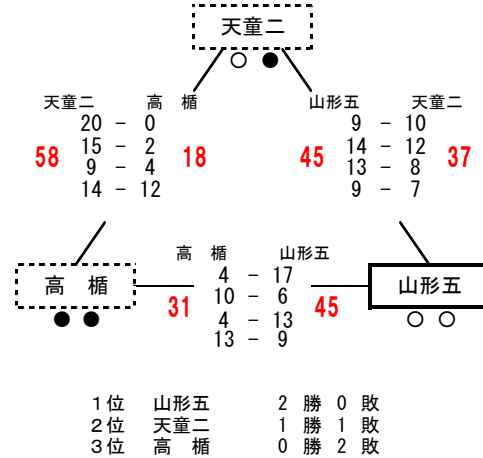 天童二
○ ●
天童二 高 楯
20 - 0
15 - 2
9 - 4
14 - 12
58 18
山形五 天童二
9 - 10
14 - 12
13 - 8
9 - 7
45 37
高 楯
● ●
高 楯 山形五
4 - 17
10 - 6
4 - 13
13 - 9
31 45
山形五
○ ○
1位 山形五 2 勝 0 敗
2位 天童二 1 勝 1 敗
3位 高 楯 0 勝 2 敗